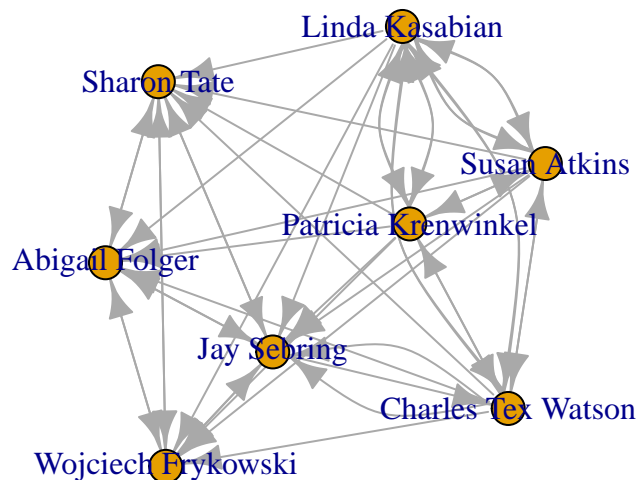 Linda Kasabian
Sharon Tate
Susan Atkins
Patricia Krenwinkel
Abigail Folger
Jay Sebring
Charles Tex Watson
Wojciech Frykowski